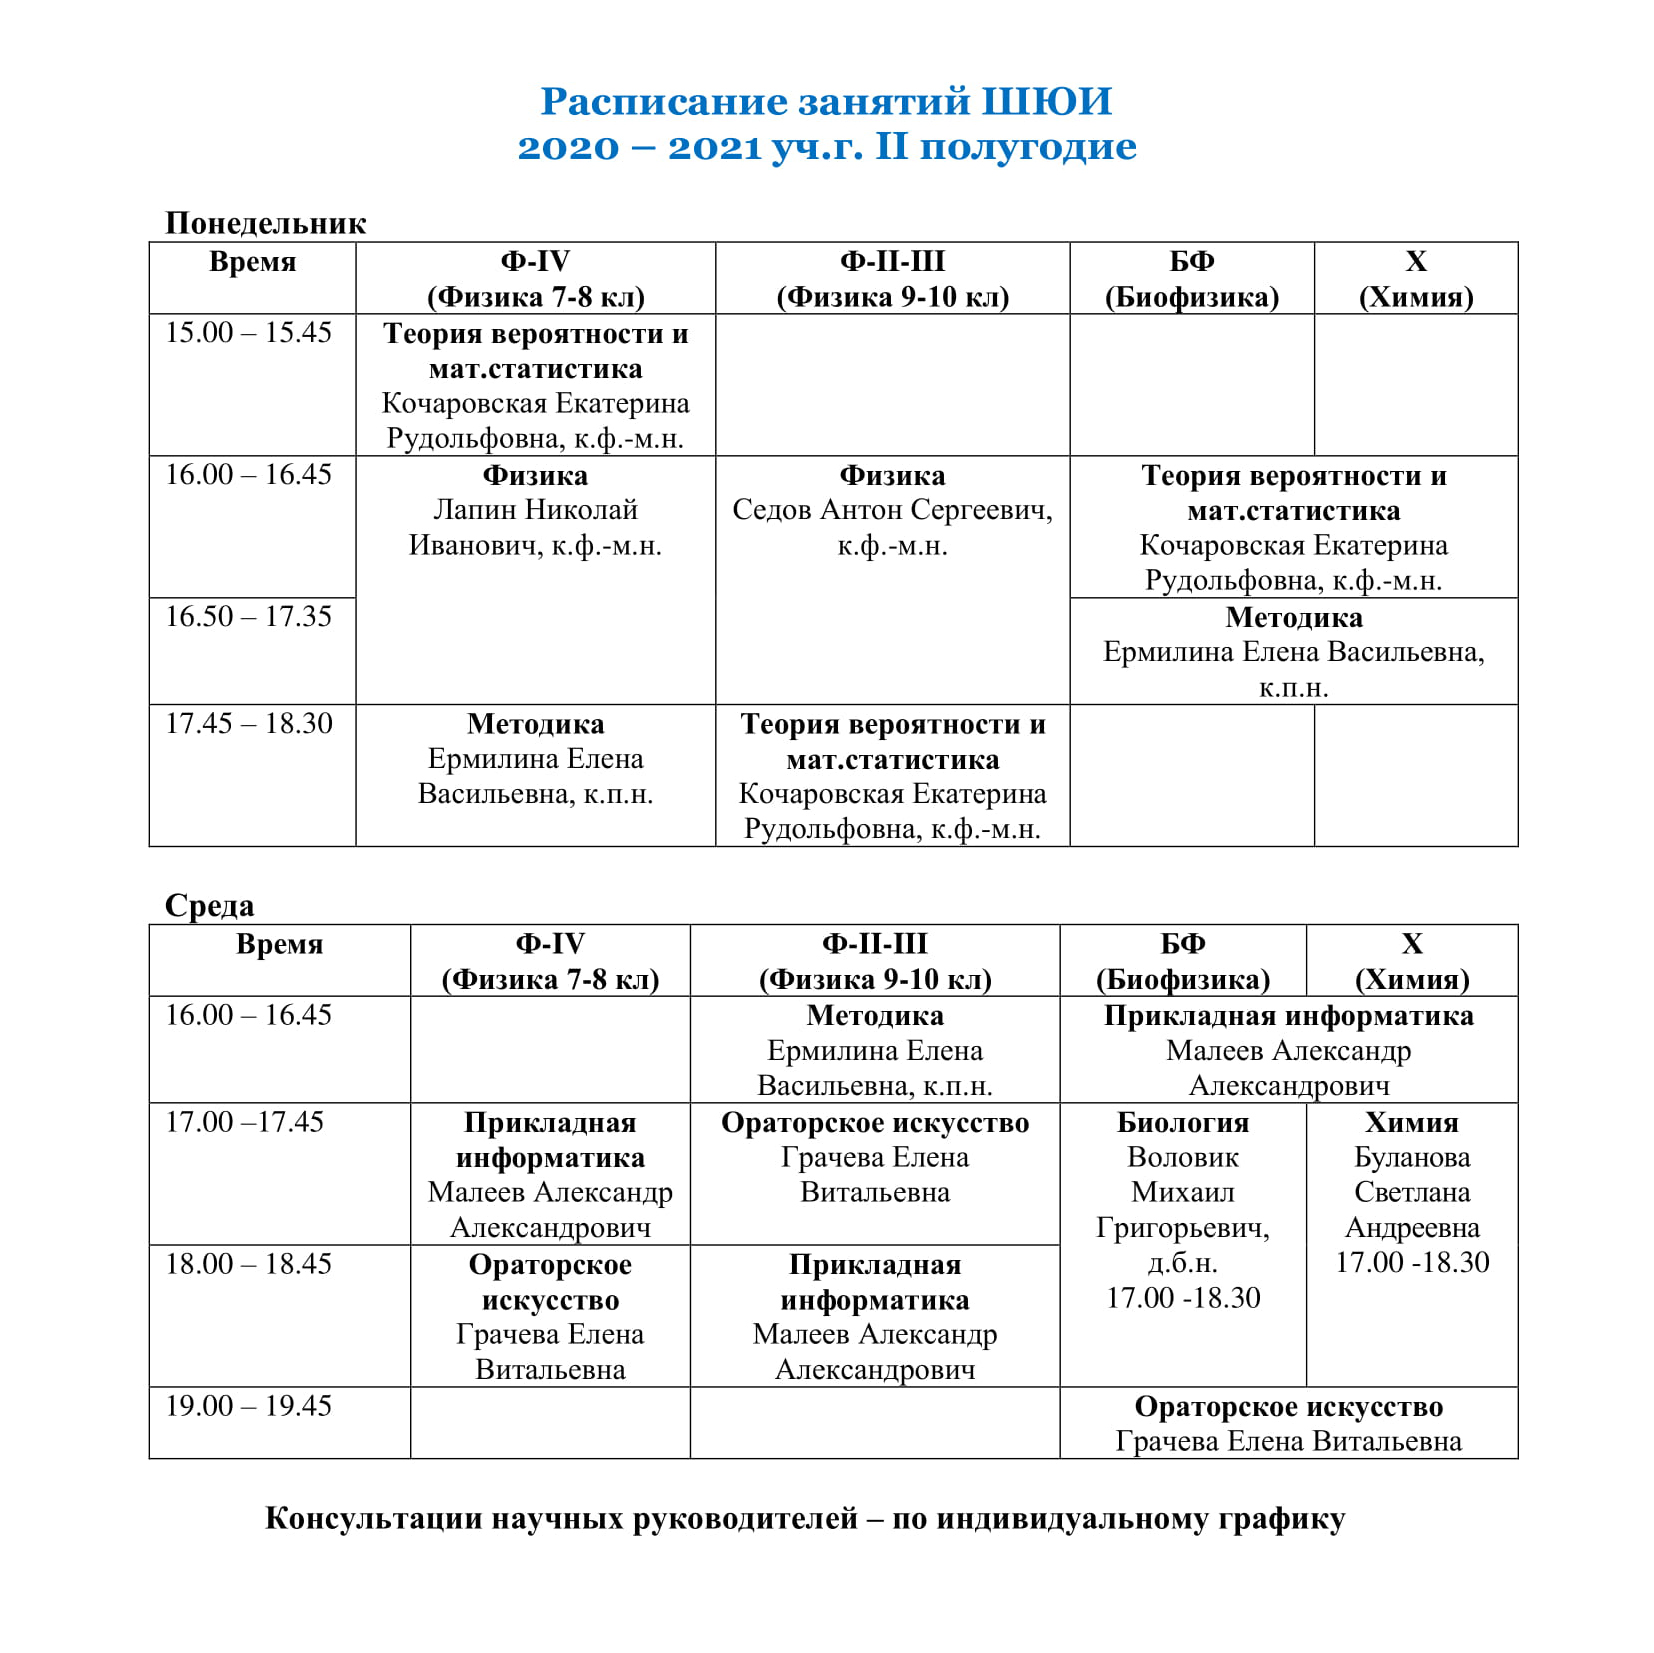 Расписание занятий ШЮИ
2020 – 2021 уч.г. II полугодие
Понедельник
Время
Ф-IV
(Физика 7-8 кл)
Ф-II-III
(Физика 9-10 кл)
БФ
(Биофизика)
Х
(Химия)
15.00 – 15.45
Теория вероятности и
мат.статистика
Кочаровская Екатерина
Рудольфовна, к.ф.-м.н.
16.00 – 16.45
Физика
Лапин Николай
Иванович, к.ф.-м.н.
Физика
Седов Антон Сергеевич,
к.ф.-м.н.
Теория вероятности и
мат.статистика
Кочаровская Екатерина
Рудольфовна, к.ф.-м.н.
16.50 – 17.35
Методика
Ермилина Елена Васильевна,
к.п.н.
17.45 – 18.30
Методика
Ермилина Елена
Васильевна, к.п.н.
Теория вероятности и
мат.статистика
Кочаровская Екатерина
Рудольфовна, к.ф.-м.н.
Среда
Время
Ф-IV
(Физика 7-8 кл)
Ф-II-III
(Физика 9-10 кл)
БФ
(Биофизика)
Х
(Химия)
16.00 – 16.45
Методика
Ермилина Елена
Васильевна, к.п.н.
Прикладная информатика
Малеев Александр
Александрович
17.00 –17.45
Прикладная
информатика
Малеев Александр
Александрович
Ораторское искусство
Грачева Елена
Витальевна
Биология
Воловик
Михаил
Григорьевич,
д.б.н.
17.00 -18.30
Химия
Буланова
Светлана
Андреевна
17.00 -18.30
18.00 – 18.45
Ораторское
искусство
Грачева Елена
Витальевна
Прикладная
информатика
Малеев Александр
Александрович
19.00 – 19.45
Ораторское искусство
Грачева Елена Витальевна
Консультации научных руководителей – по индивидуальному графику